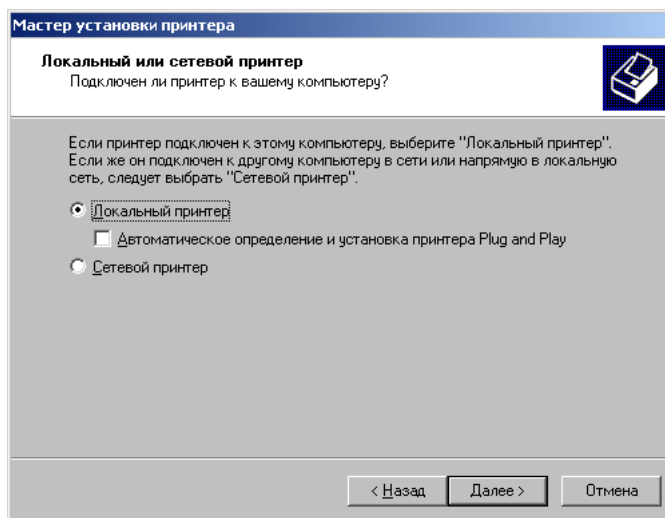 Мастер установки принтера
Локальный или сетевой принтер
Подключен ли принтер к вашему компьютеру?
Если принтер подключен к этому компьютеру, выберите "Локальный принтер".
Если же он подключен к другому компьютеру в сети или напрямую в локальную
сеть, следует выбрать "Сетевой принтер".
Локальный принтер
Автоматическое определение и установка принтера Plug and Play
Сетевой принтер
< Назад
Далее >
Отмена